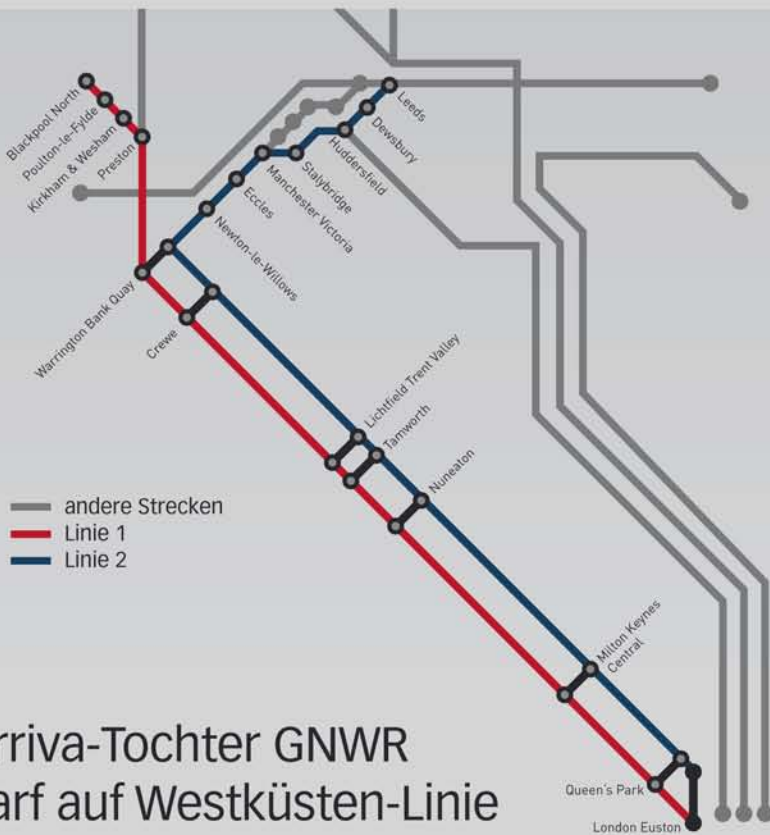 Blackpool North
Poulton-le-Fylde
Kirkham & Wesham
Preston
Leeds
Dewsbury
Huddersfield
Stalybridge
Manchester Victoria
Eccles
Newton-le-Willows
Warrington Bank Quay
Crewe
Lichtfield Trent Valley
Tamworth
Nuneaton
andere Strecken
Linie 1
Linie 2
Milton Keynes
Central
rriva-Tochter GNWR
arf auf Westküsten-Linie
Queen's Park
London Euston